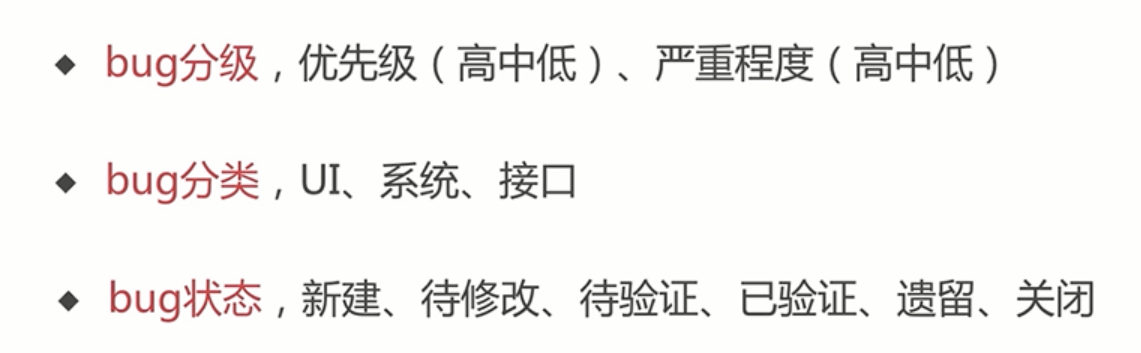 ◆ bug分级，优先级（高中低）、严重程度（高中低）
◆ bug分类，UI、系统、接口
◆ bug状态，新建、待修改、待验证、已验证、遗留、关闭